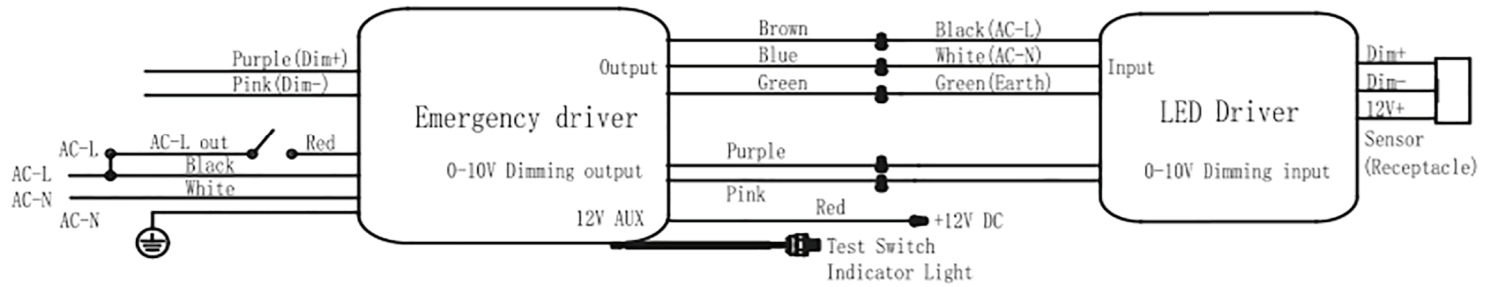 Purple(Dim+)
Pink(Dim-)
AC-L
AC-L out
Red
AC-L
Black
AC-N
White
AC-N
Output
Emergency driver
0-10V Dimming output
12V AUX
Brown
Black(AC-L)
Blue
White(AC-N)
Green
Green(Earth)
Purple
Pink
Red
+12V DC
Test Switch
Indicator Light
Input
LED Driver
0-10V Dimming input
Dim+
Dim-
12V+
Sensor
(Receptacle)